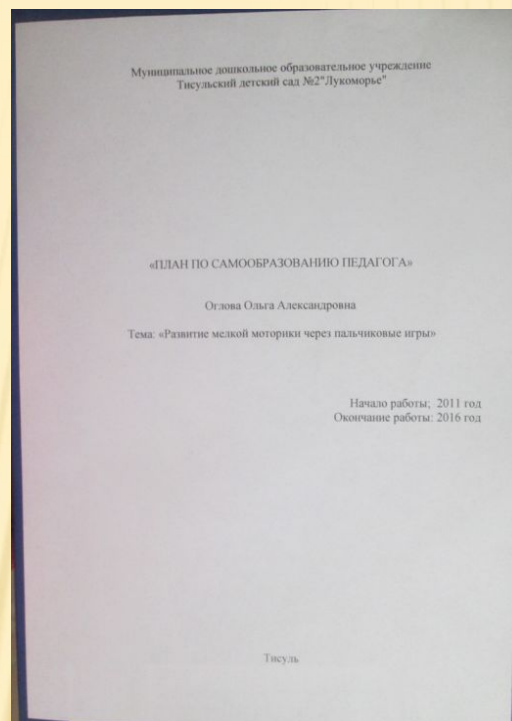 Муниципальное дошкольное образовательное учреждение
Тисульский детский сад №2"Лукоморье"
«ПЛАН ПО САМООБРАЗОВАНИЮ ПЕДАГОГА»
Оглова Ольга Александровна
Тема: «Развитие мелкой моторики через пальчиковые игры»
Начало работы; 2011 год
Окончание работы: 2016 год
Тисуль